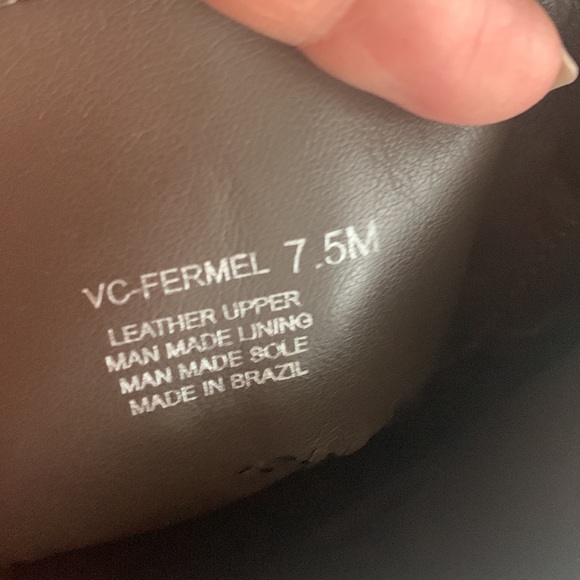 VC-FERMEL 7.5M
LEATHER UPPER
MAN MADE LINING
MAN MADE SOLE
MADE IN BRAZIL